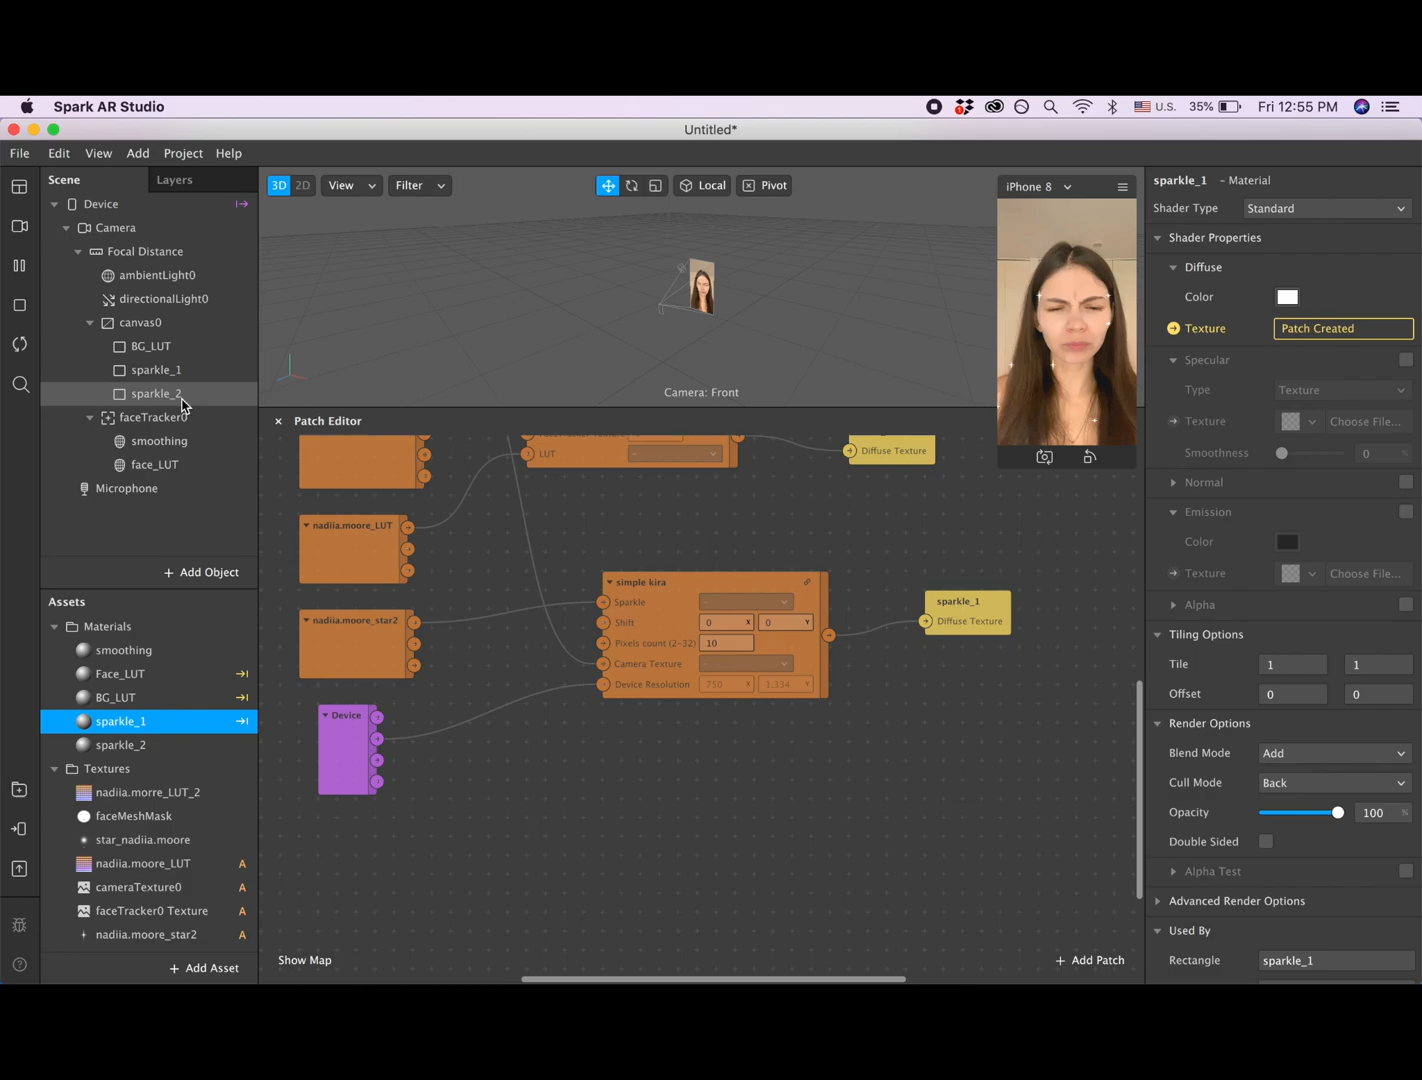 Spark AR Studio
U.S. 35% Fri 12:55 PM
Untitled*
File Edit View Add Project Help
Scene Layers
Device
Camera
Focal Distance
ambientLight0
directionalLight0
canvas0
BG_LUT
sparkle_1
sparkle_2
faceTracker0
smoothing
face_LUT
Microphone
+ Add Object
Assets
Materials
smoothing
Face_LUT
BG_LUT
sparkle_1
sparkle_2
Textures
nadiia.morre_LUT_2
faceMeshMask
star_nadiia.moore
nadiia.moore_LUT A
cameraTexture0 A
faceTracker0 Texture A
nadiia.moore_star2 A
+ Add Asset
3D 2D View Filter Local Pivot
Camera: Front
iPhone 8
× Patch Editor
LUT -
Diffuse Texture
nadiia.moore_LUT
nadiia.moore_star2
Device
simple kira
Sparkle -
Shift 0 X 0 Y
Pixels count (2-32) 10
Camera Texture -
Device Resolution 750 X 1,334 Y
sparkle_1
Diffuse Texture
Show Map
+ Add Patch
sparkle_1 - Material
Shader Type Standard
Shader Properties
Diffuse
Color
Texture Patch Created
Specular
Type Texture
Texture Choose File...
Smoothness 0 %
Normal
Emission
Color
Texture Choose File...
Alpha
Tiling Options
Tile 1 1
Offset 0 0
Render Options
Blend Mode Add
Cull Mode Back
Opacity 100 %
Double Sided
Alpha Test
Advanced Render Options
Used By
Rectangle sparkle_1